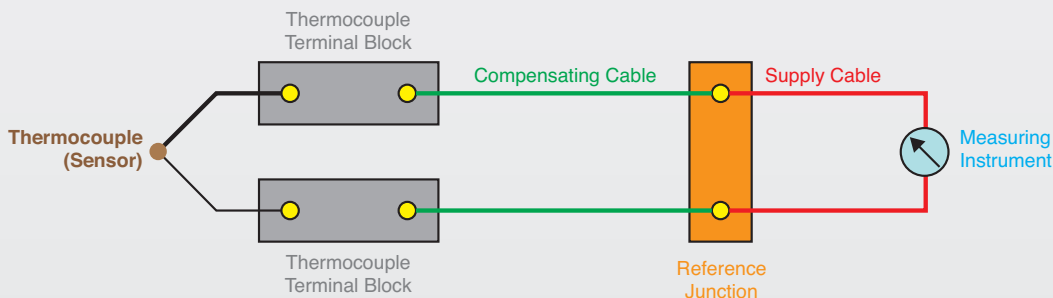 Thermocouple
Terminal Block
Compensating Cable
Supply Cable
Thermocouple
(Sensor)
Measuring
Instrument
Thermocouple
Terminal Block
Reference
Junction